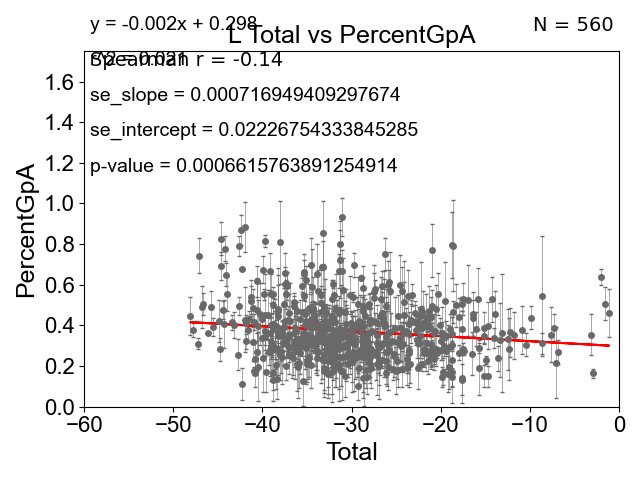 y = -0.002x + 0.298
N = 560
L Total vs PercentGpA
Spearman r = -0.14
se_slope = 0.000716949409297674
se_intercept = 0.02226754333845285
p-value = 0.0006615763891254914
PercentGpA
1.6
1.4
1.2
1.0
0.8
0.6
0.4
0.2
0.0
−60
−50
−40
−30
−20
−10
0
Total